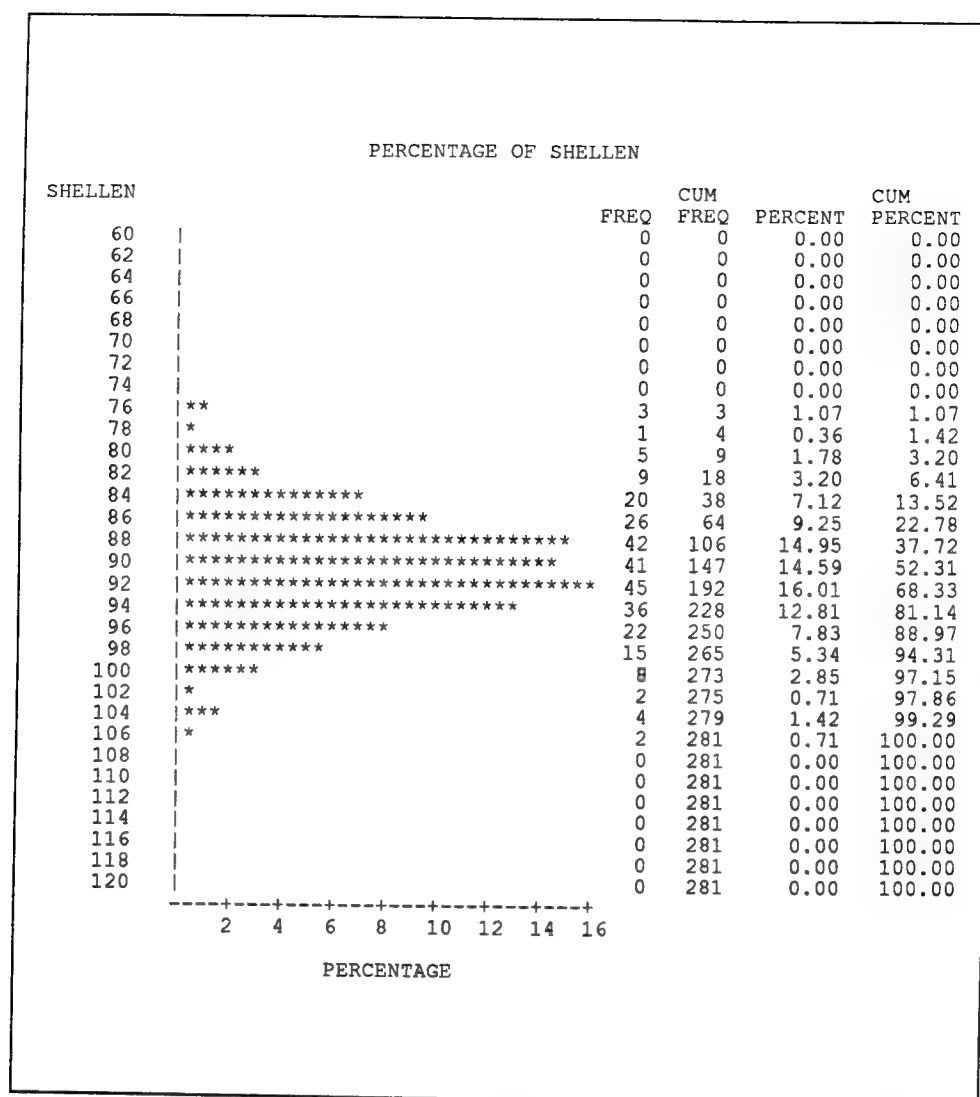 PERCENTAGE OF SHELLEN
SHELLEN CUM CUM
FREQ FREQ PERCENT PERCENT
60 | 0 0 0.00 0.00
62 | 0 0 0.00 0.00
64 | 0 0 0.00 0.00
66 | 0 0 0.00 0.00
68 | 0 0 0.00 0.00
70 | 0 0 0.00 0.00
72 | 0 0 0.00 0.00
74 | 0 0 0.00 0.00
76 |** 3 3 1.07 1.07
78 |* 1 4 0.36 1.42
80 |**** 5 9 1.78 3.20
82 |****** 9 18 3.20 6.41
84 |************** 20 38 7.12 13.52
86 |******************* 26 64 9.25 22.78
88 |****************************** 42 106 14.95 37.72
90 |***************************** 41 147 14.59 52.31
92 |******************************** 45 192 16.01 68.33
94 |************************** 36 228 12.81 81.14
96 |**************** 22 250 7.83 88.97
98 |*********** 15 265 5.34 94.31
100 |****** 8 273 2.85 97.15
102 |* 2 275 0.71 97.86
104 |*** 4 279 1.42 99.29
106 |* 2 281 0.71 100.00
108 | 0 281 0.00 100.00
110 | 0 281 0.00 100.00
112 | 0 281 0.00 100.00
114 | 0 281 0.00 100.00
116 | 0 281 0.00 100.00
118 | 0 281 0.00 100.00
120 | 0 281 0.00 100.00
----+---+---+---+---+---+---+---+
2 4 6 8 10 12 14 16
PERCENTAGE